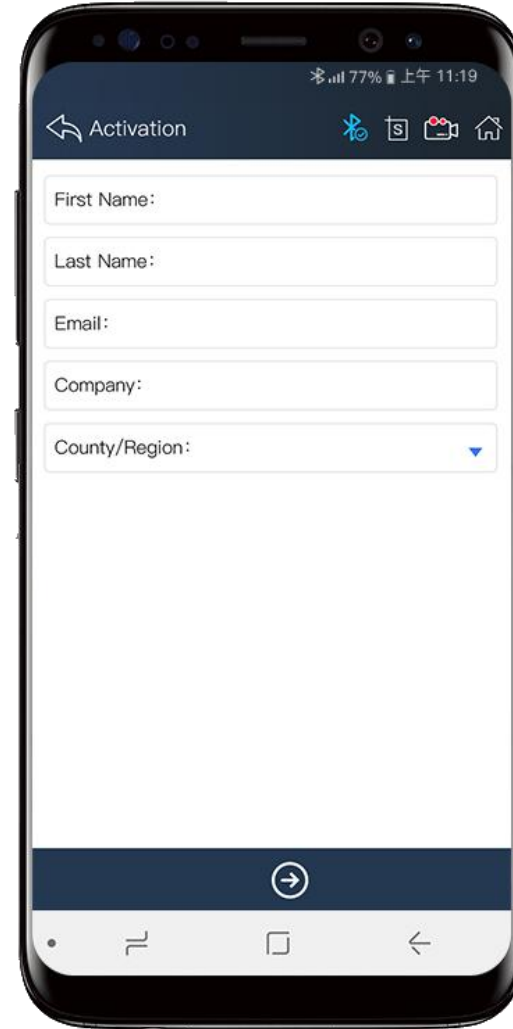 77% 上午 11:19
Activation
S
First Name:
Last Name:
Email:
Company:
County/Region: